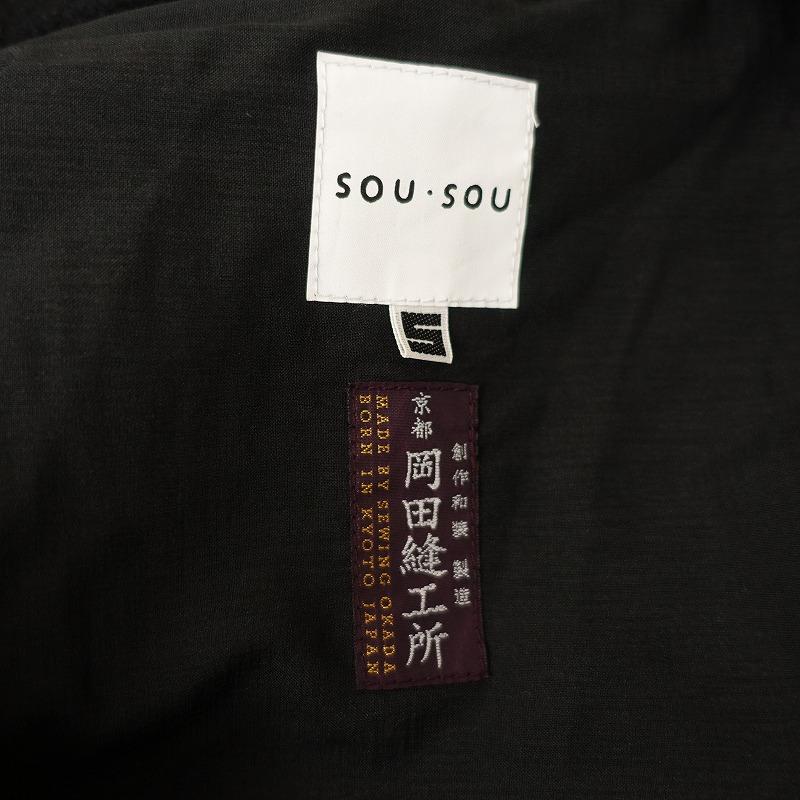 SOU・SOU
S
創作和装 製造
京都 岡田縫工所
MADE BY SEWING OKADA
BORN IN KYOTO JAPAN